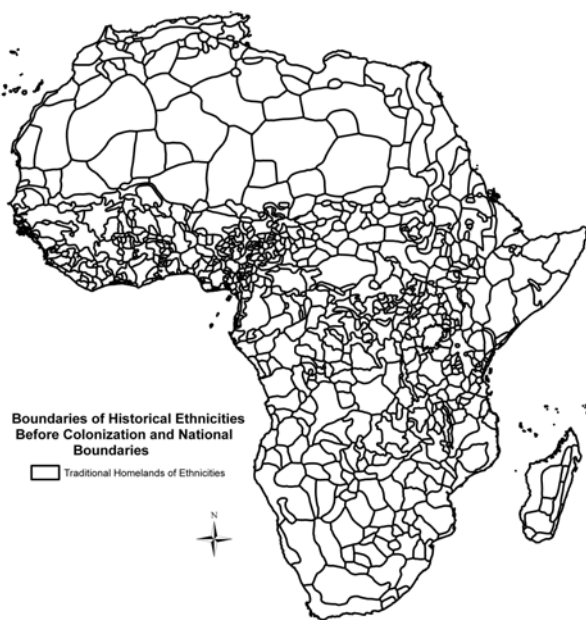 Boundaries of Historical Ethnicities
Before Colonization and National
Boundaries
Traditional Homelands of Ethnicities
N